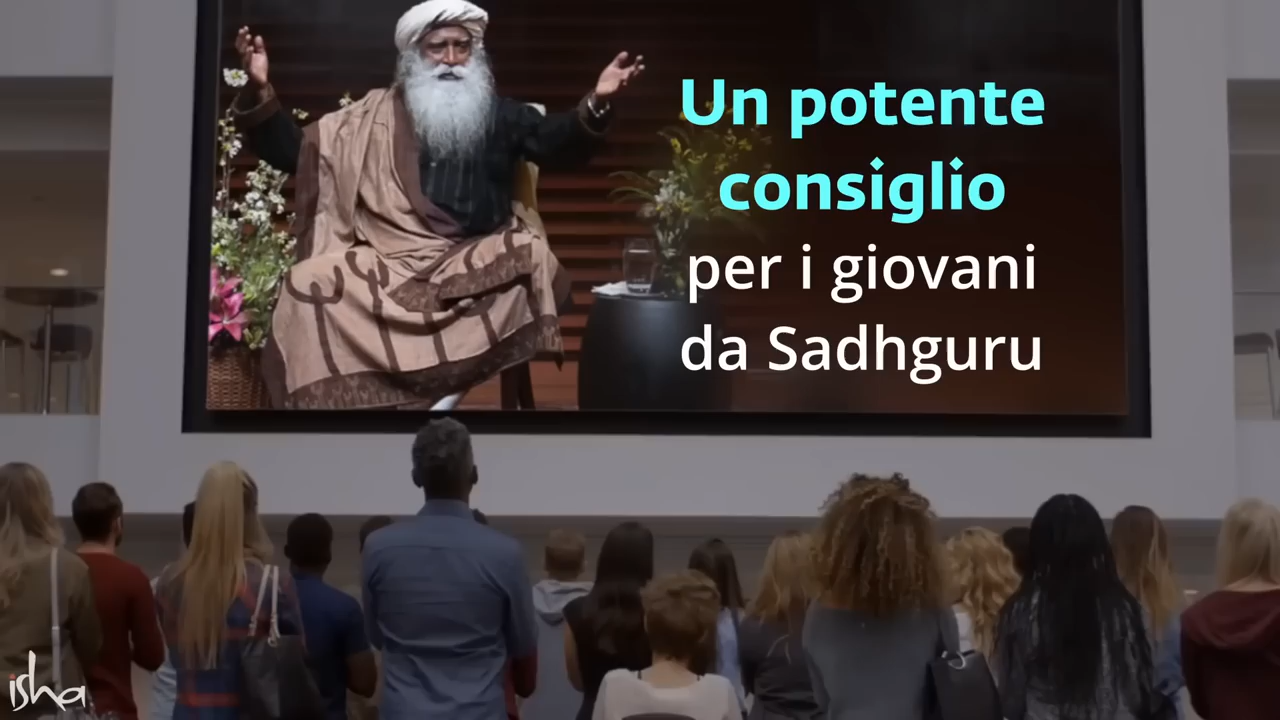 Un potente
consiglio
per i giovani
da Sadhguru
isha